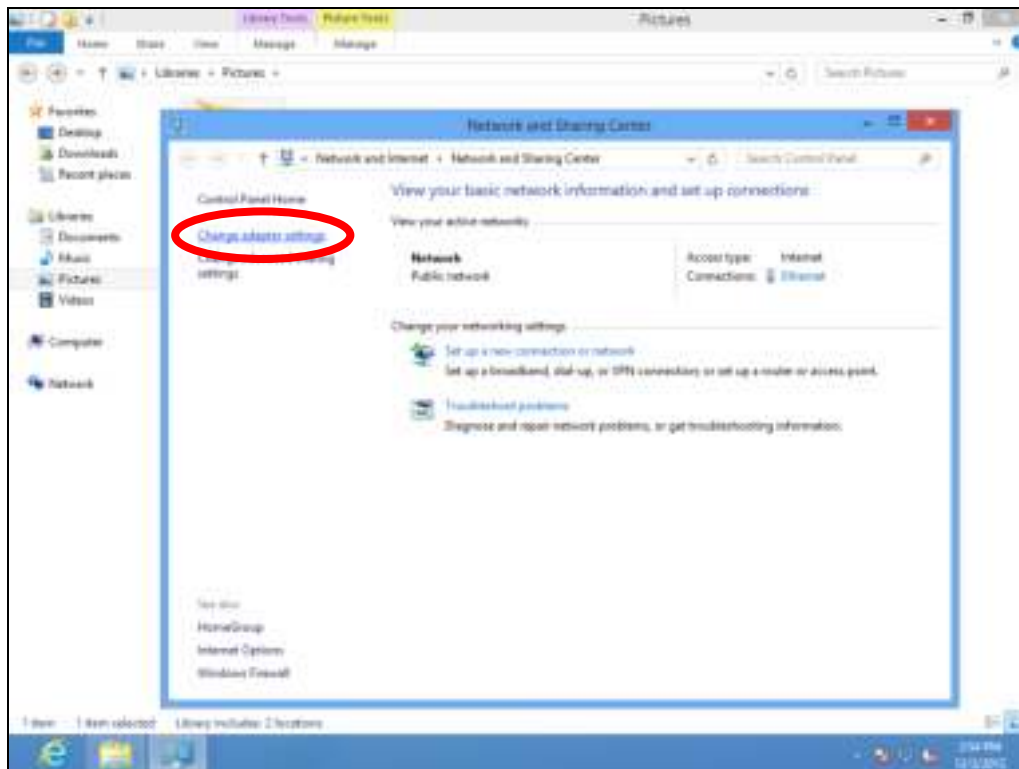 Library Tools Picture Tools Pictures
File Home Share View Manage Manage
Libraries Pictures Search Pictures
Favorites
Desktop
Downloads
Recent places
Libraries
Documents
Music
Pictures
Videos
Computer
Network
Network and Sharing Center
Network and Internet Network and Sharing Center Search Control Panel
Control Panel Home
Change adapter settings
sharing
settings
View your basic network information and set up connections
View your active networks
Network Access type: Internet
Public network Connections: Ethernet
Change your networking settings
Set up a new connection or network
Set up a broadband, dial-up, or VPN connection; or set up a router or access point.
Troubleshoot problems
Diagnose and repair network problems, or get troubleshooting information.
See also
HomeGroup
Internet Options
Windows Firewall
1 item 1 item selected Library includes: 2 locations